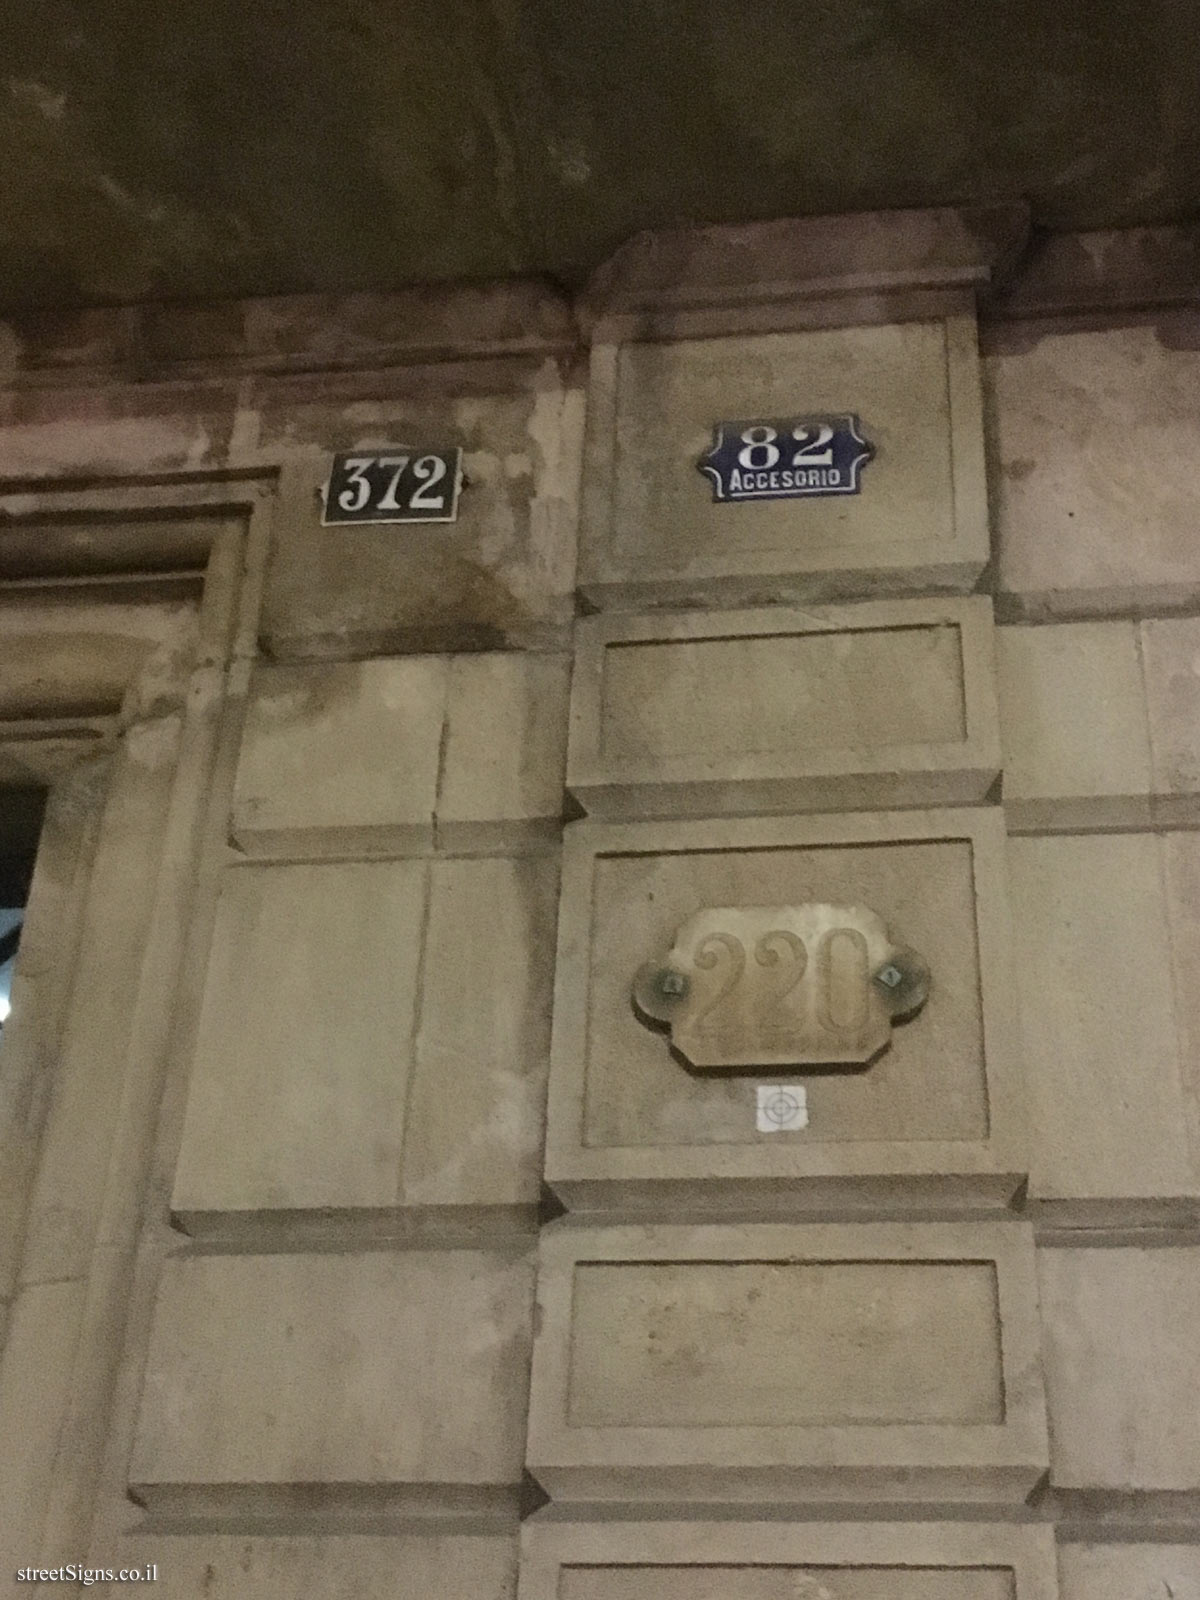 372
82
ACCESORIO
220
streetSigns.co.il